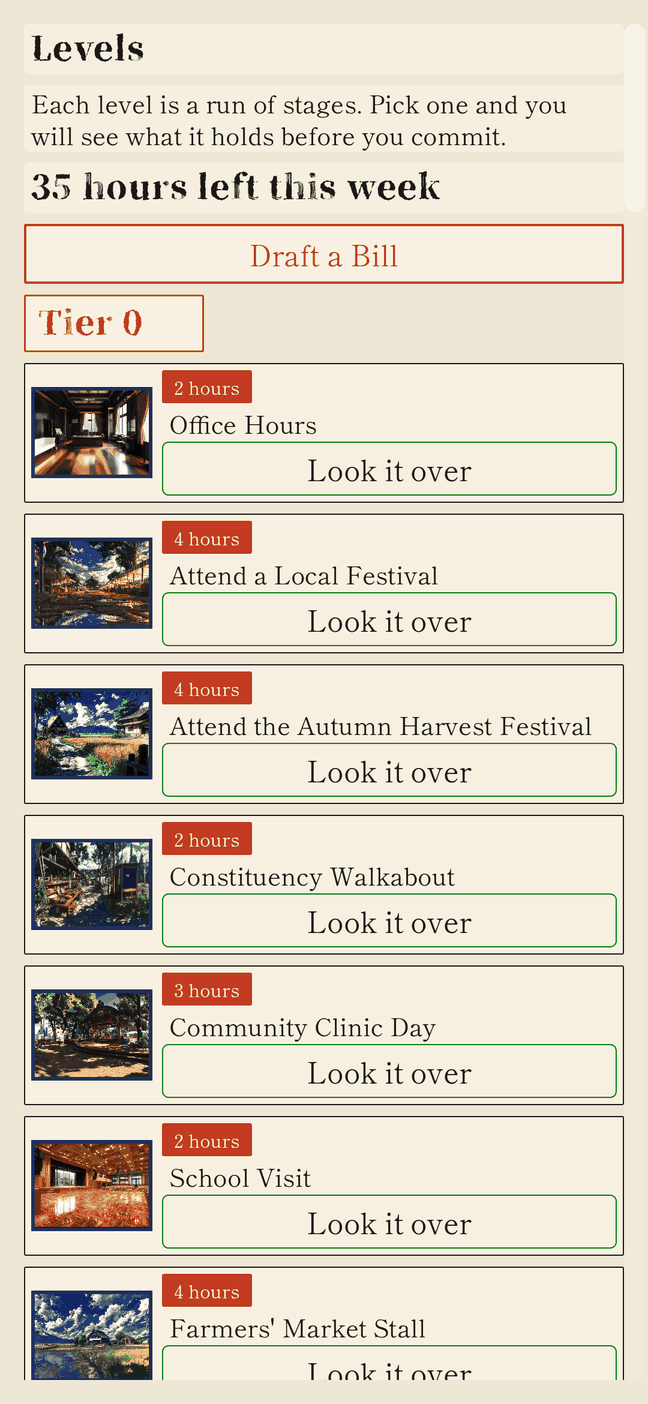 Levels
Each level is a run of stages. Pick one and you
will see what it holds before you commit.
35 hours left this week
Draft a Bill
Tier 0
2 hours
Office Hours
Look it over
4 hours
Attend a Local Festival
Look it over
4 hours
Attend the Autumn Harvest Festival
Look it over
2 hours
Constituency Walkabout
Look it over
3 hours
Community Clinic Day
Look it over
2 hours
School Visit
Look it over
4 hours
Farmers' Market Stall
Look it over